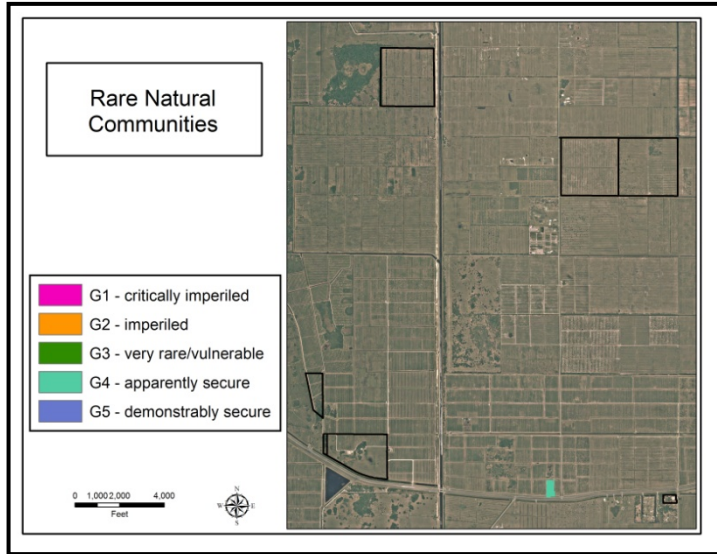 Rare Natural
Communities
G1 - critically imperiled
G2 - imperiled
G3 - very rare/vulnerable
G4 - apparently secure
G5 - demonstrably secure
0 1,000 2,000 4,000
Feet
N
W E
S